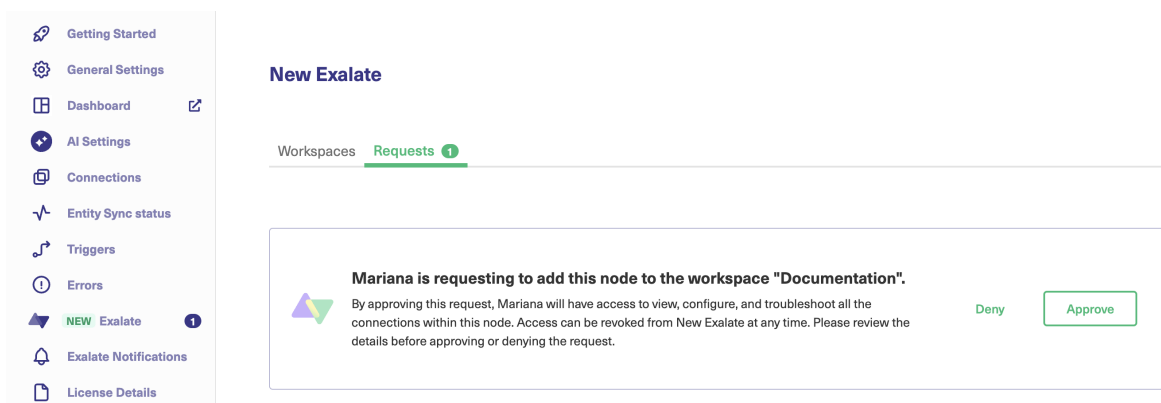 Getting Started
General Settings
Dashboard
AI Settings
Connections
Entity Sync status
Triggers
Errors
NEW Exalate 1
Exalate Notifications
License Details
New Exalate
Workspaces Requests 1
Mariana is requesting to add this node to the workspace "Documentation".
By approving this request, Mariana will have access to view, configure, and troubleshoot all the
connections within this node. Access can be revoked from New Exalate at any time. Please review the
details before approving or denying the request.
Deny Approve